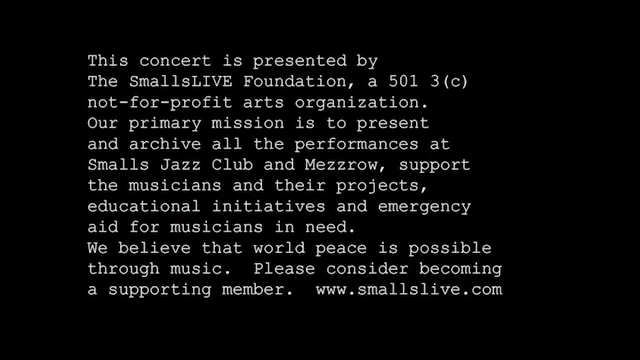 This concert is presented by
The SmallsLIVE Foundation, a 501 3(c)
not-for-profit arts organization.
Our primary mission is to present
and archive all the performances at
Smalls Jazz Club and Mezzrow, support
the musicians and their projects,
educational initiatives and emergency
aid for musicians in need.
We believe that world peace is possible
through music.  Please consider becoming
a supporting member.  www.smallslive.com